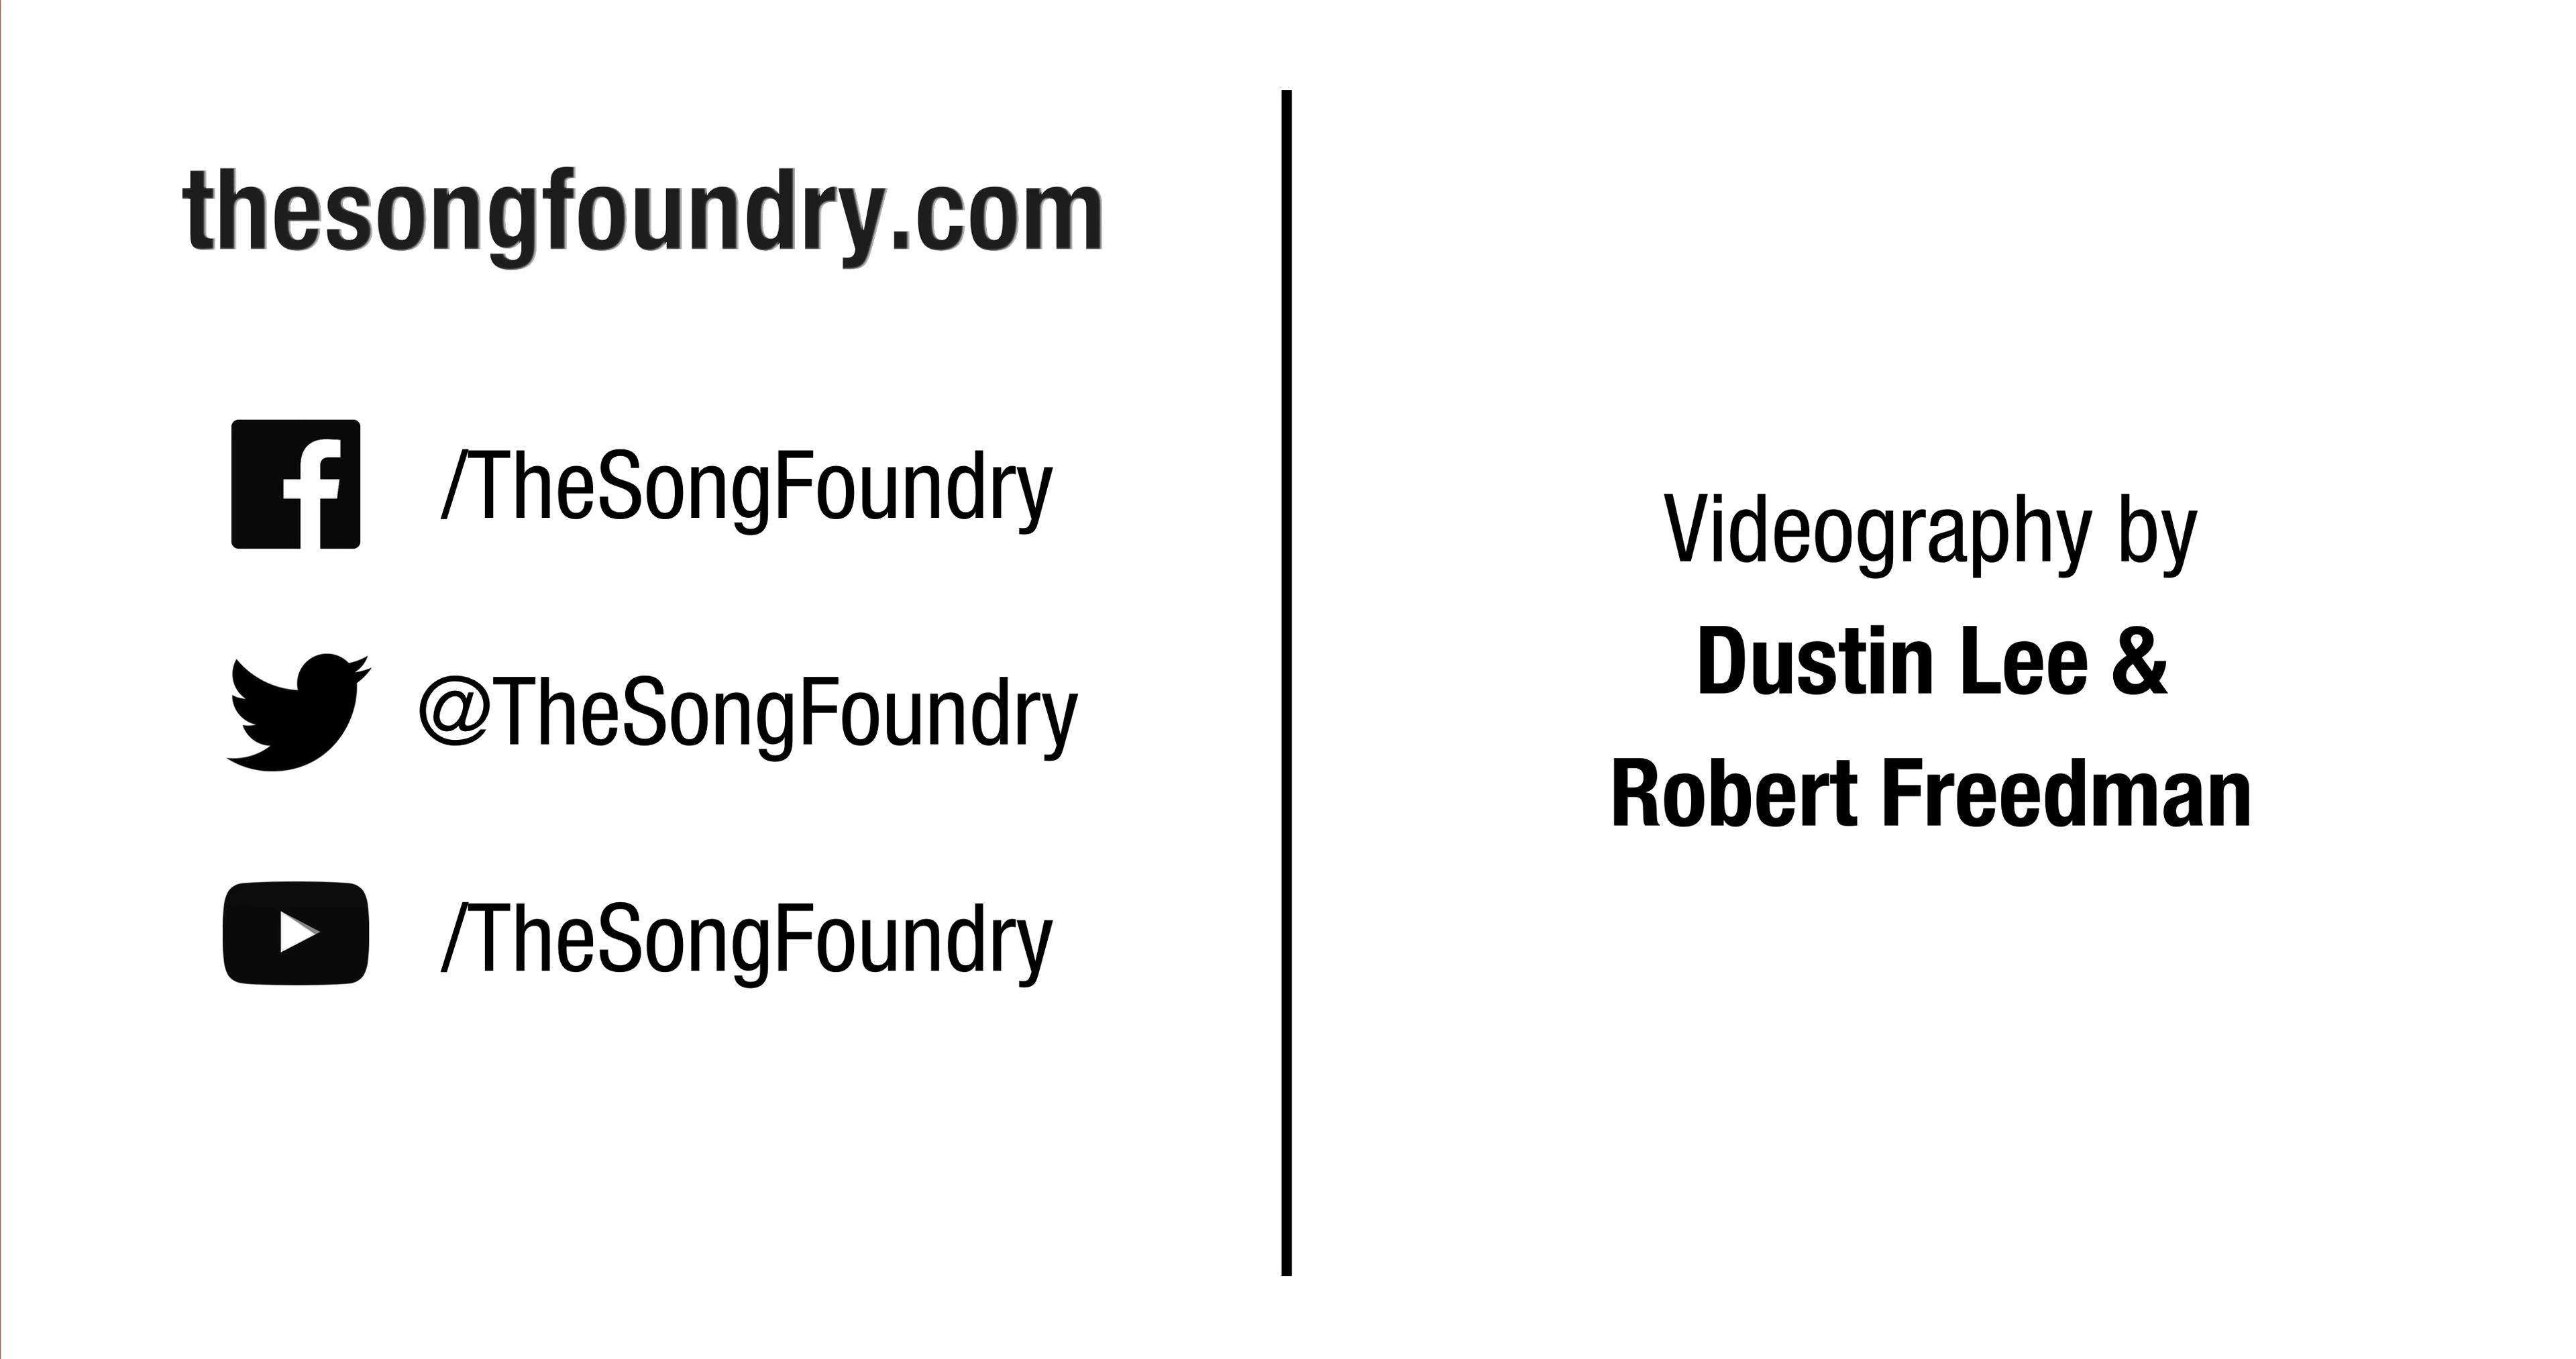 thesongfoundry.com
/TheSongFoundry
@TheSongFoundry
/TheSongFoundry
Videography by
Dustin Lee &
Robert Freedman